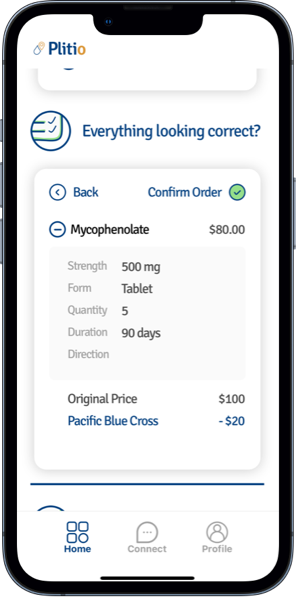 Plitio
Everything looking correct?
Back Confirm Order
Mycophenolate $80.00
Strength 500 mg
Form Tablet
Quantity 5
Duration 90 days
Direction
Original Price $100
Pacific Blue Cross - $20
Home Connect Profile